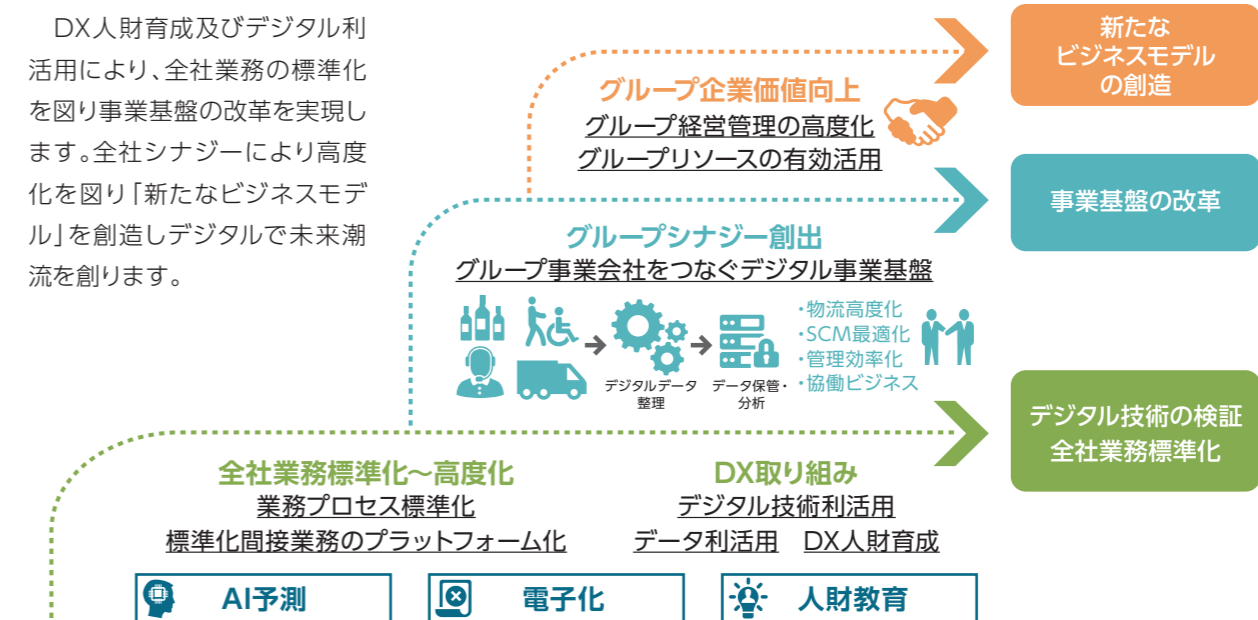 DX人財育成及びデジタル利
活用により、全社業務の標準化
を図り事業基盤の改革を実現し
ます。全社シナジーにより高度
化を図り「新たなビジネスモデ
ル」を創造しデジタルで未来潮
流を創ります。
新たな
ビジネスモデル
の創造
グループ企業価値向上
グループ経営管理の高度化
グループリソースの有効活用
事業基盤の改革
グループシナジー創出
グループ事業会社をつなぐデジタル事業基盤
デジタルデータ
整理
データ保管・
分析
・物流高度化
・SCM最適化
・管理効率化
・協働ビジネス
デジタル技術の検証
全社業務標準化
全社業務標準化～高度化
業務プロセス標準化
標準化間接業務のプラットフォーム化
DX取り組み
デジタル技術利活用
データ利活用 DX人財育成
AI予測
電子化
人財教育